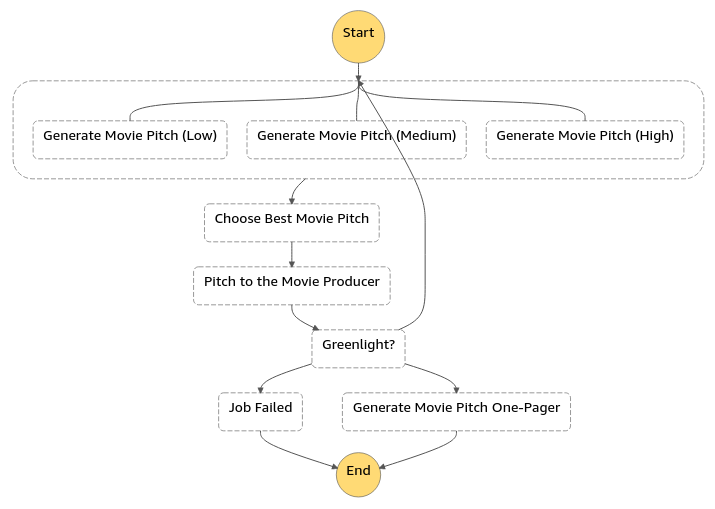 Start
Generate Movie Pitch (Low)
Generate Movie Pitch (Medium)
Generate Movie Pitch (High)
Choose Best Movie Pitch
Pitch to the Movie Producer
Greenlight?
Job Failed
Generate Movie Pitch One-Pager
End